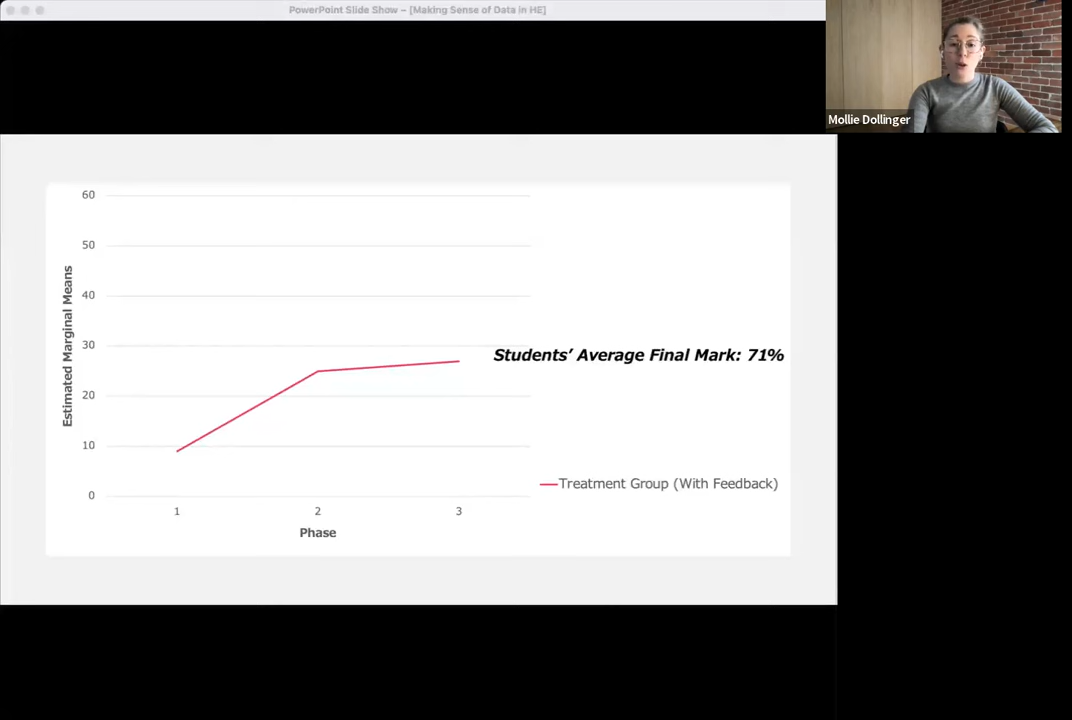 PowerPoint Slide Show – [Making Sense of Data in HE]
Mollie Dollinger
60
50
40
30
20
10
0
Estimated Marginal Means
1 2 3
Phase
Students’ Average Final Mark: 71%
Treatment Group (With Feedback)